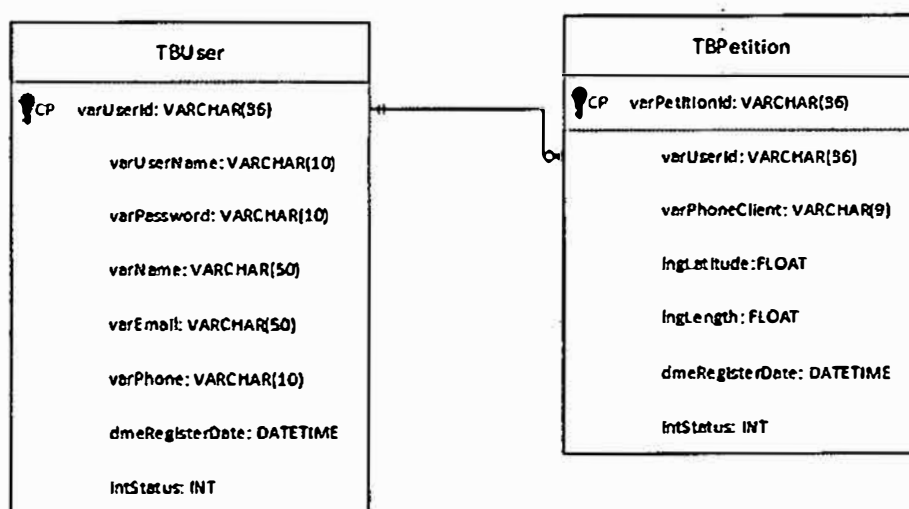 TBUser
CP varUserId: VARCHAR(36)
varUserName: VARCHAR(10)
varPassword: VARCHAR(10)
varName: VARCHAR(50)
varEmail: VARCHAR(50)
varPhone: VARCHAR(10)
dmeRegisterDate: DATETIME
IntStatus: INT
TBPetition
CP varPetitionId: VARCHAR(36)
varUserId: VARCHAR(36)
varPhoneClient: VARCHAR(9)
lngLatitude:FLOAT
lngLength: FLOAT
dmeRegisterDate: DATETIME
IntStatus: INT